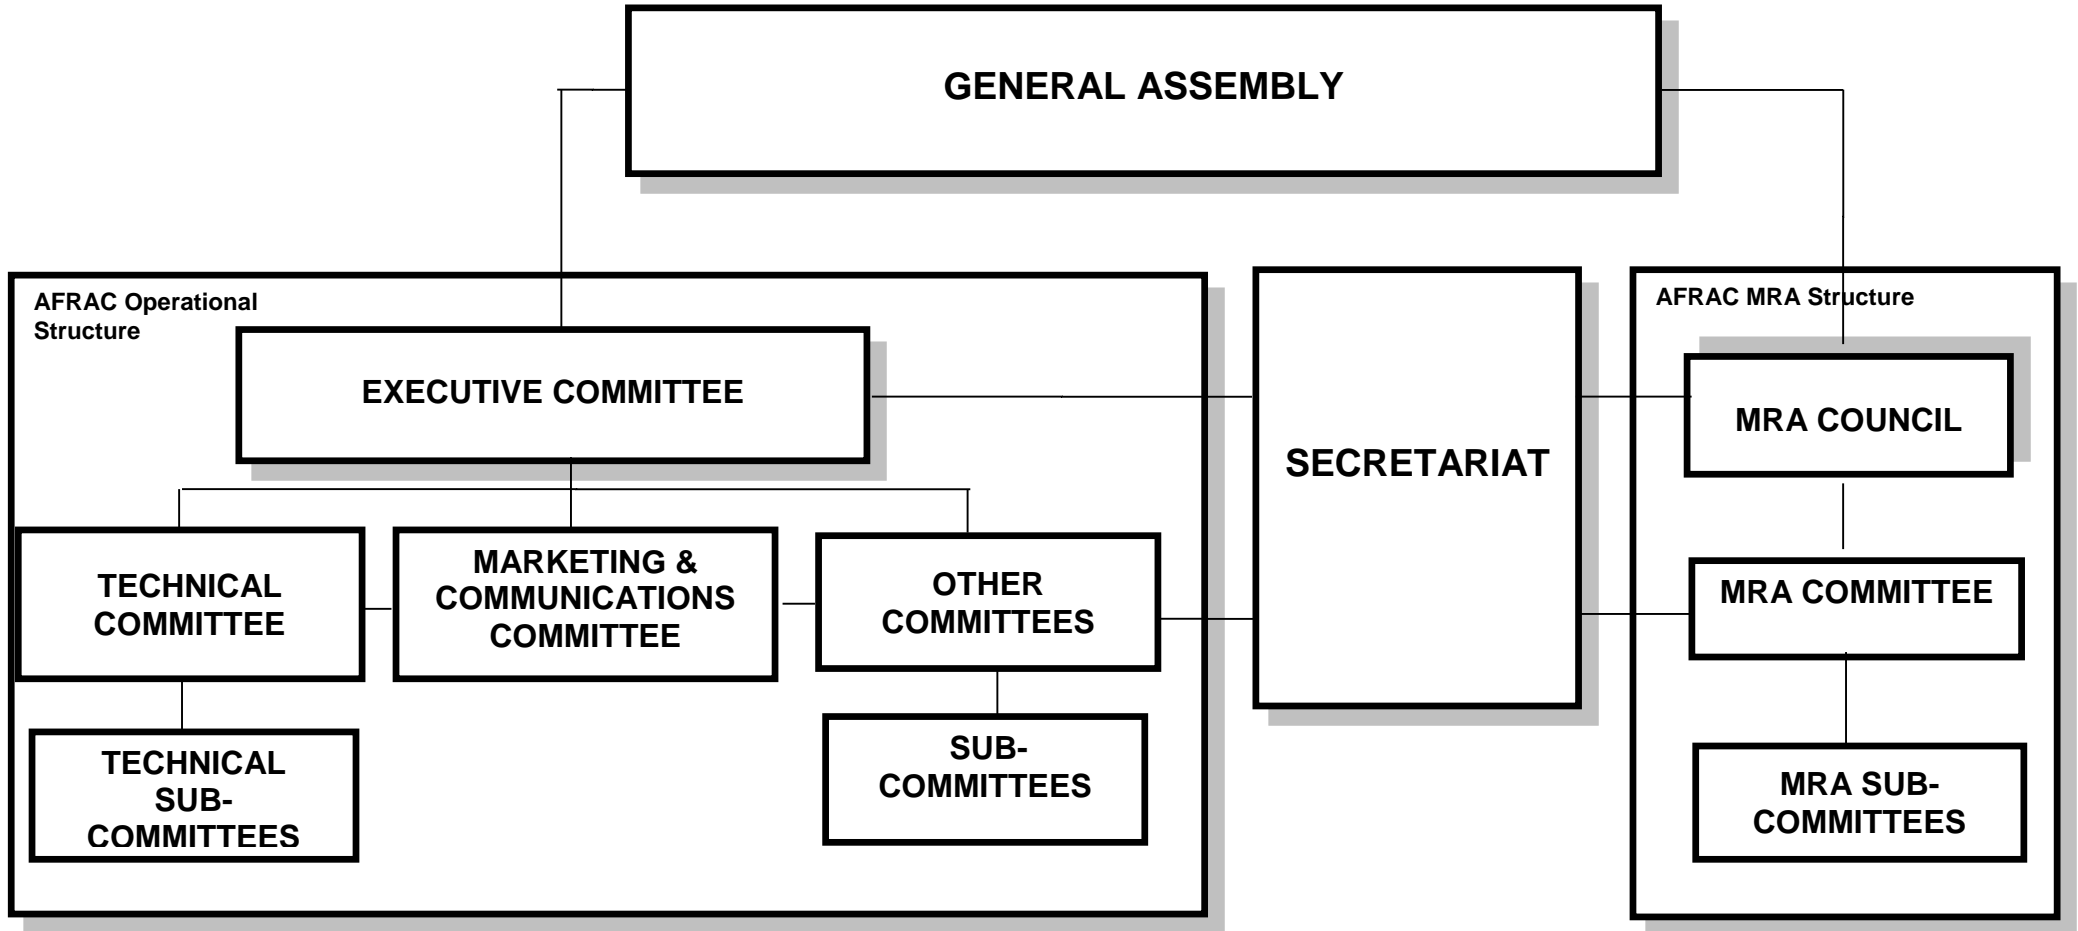 GENERAL ASSEMBLY
AFRAC Operational
Structure
EXECUTIVE COMMITTEE
TECHNICAL
COMMITTEE
MARKETING &
COMMUNICATIONS
COMMITTEE
OTHER
COMMITTEES
TECHNICAL
SUB-
COMMITTEES
SUB-
COMMITTEES
SECRETARIAT
AFRAC MRA Structure
MRA COUNCIL
MRA COMMITTEE
MRA SUB-
COMMITTEES